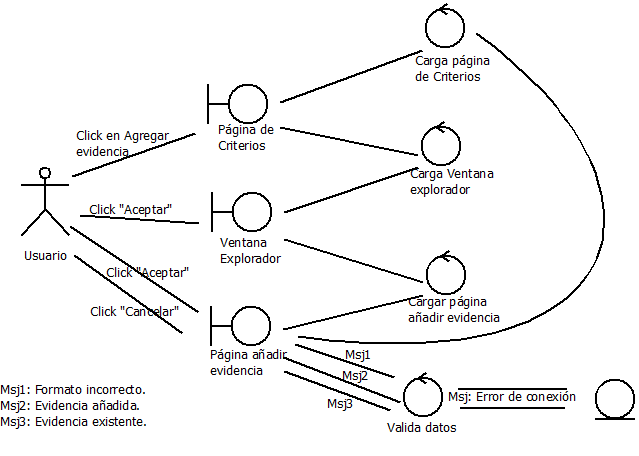 Carga página
de Criterios
Click en Agregar
evidencia
Página de
Criterios
Carga Ventana
explorador
Click "Aceptar"
Usuario
Ventana
Explorador
Click "Aceptar"
Click "Cancelar"
Cargar página
añadir evidencia
Página añadir
evidencia
Msj1
Msj2
Msj3
Msj: Error de conexión
Valida datos
Msj1: Formato incorrecto.
Msj2: Evidencia añadida.
Msj3: Evidencia existente.